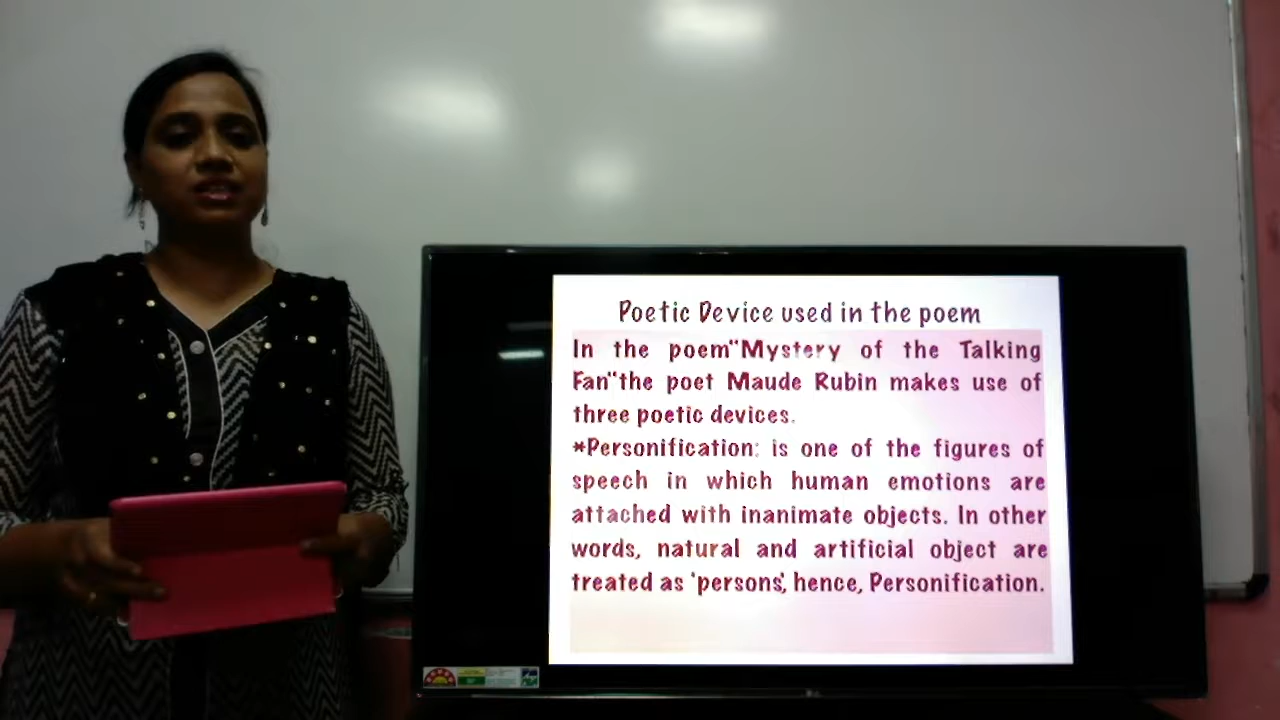 Poetic Device used in the poem
In the poem"Mystery of the Talking
Fan"the poet Maude Rubin makes use of
three poetic devices.
*Personification: is one of the figures of
speech in which human emotions are
attached with inanimate objects. In other
words, natural and artificial object are
treated as 'persons', hence, Personification.